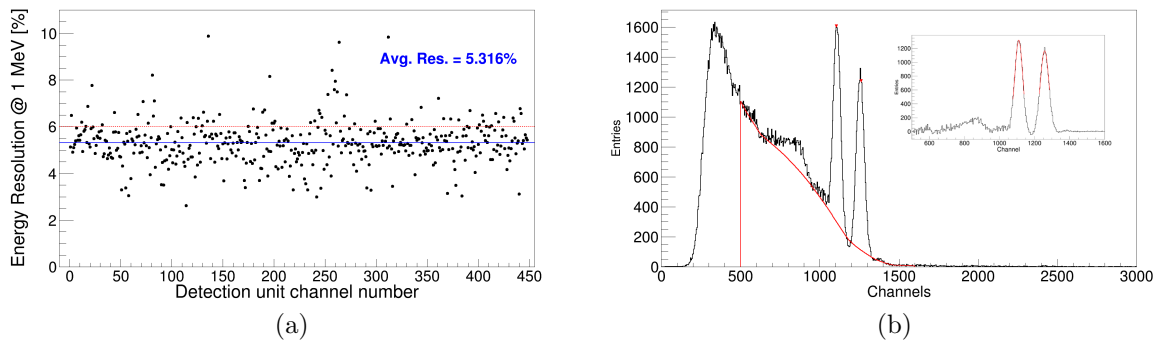 Energy Resolution @ 1 MeV [%]
10
8
6
4
2
0
Avg. Res. = 5.316%
0 50 100 150 200 250 300 350 400 450
Detection unit channel number
(a)
Entries
1600
1400
1200
1000
800
600
400
200
0
0 500 1000 1500 2000 2500 3000
Channels
Entries
1200
1000
800
600
400
200
0
600 800 1000 1200 1400 1600
Channel
(b)